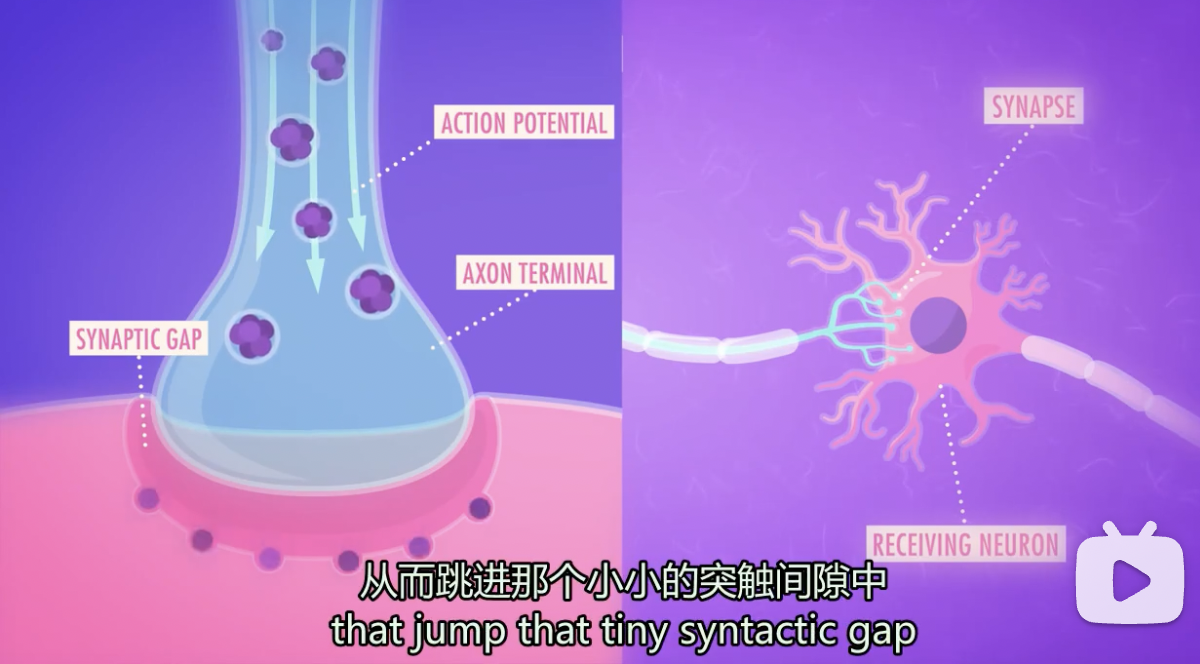 ACTION POTENTIAL
AXON TERMINAL
SYNAPTIC GAP
SYNAPSE
RECEIVING NEURON
从而跳进那个小小的突触间隙中
that jump that tiny syntactic gap